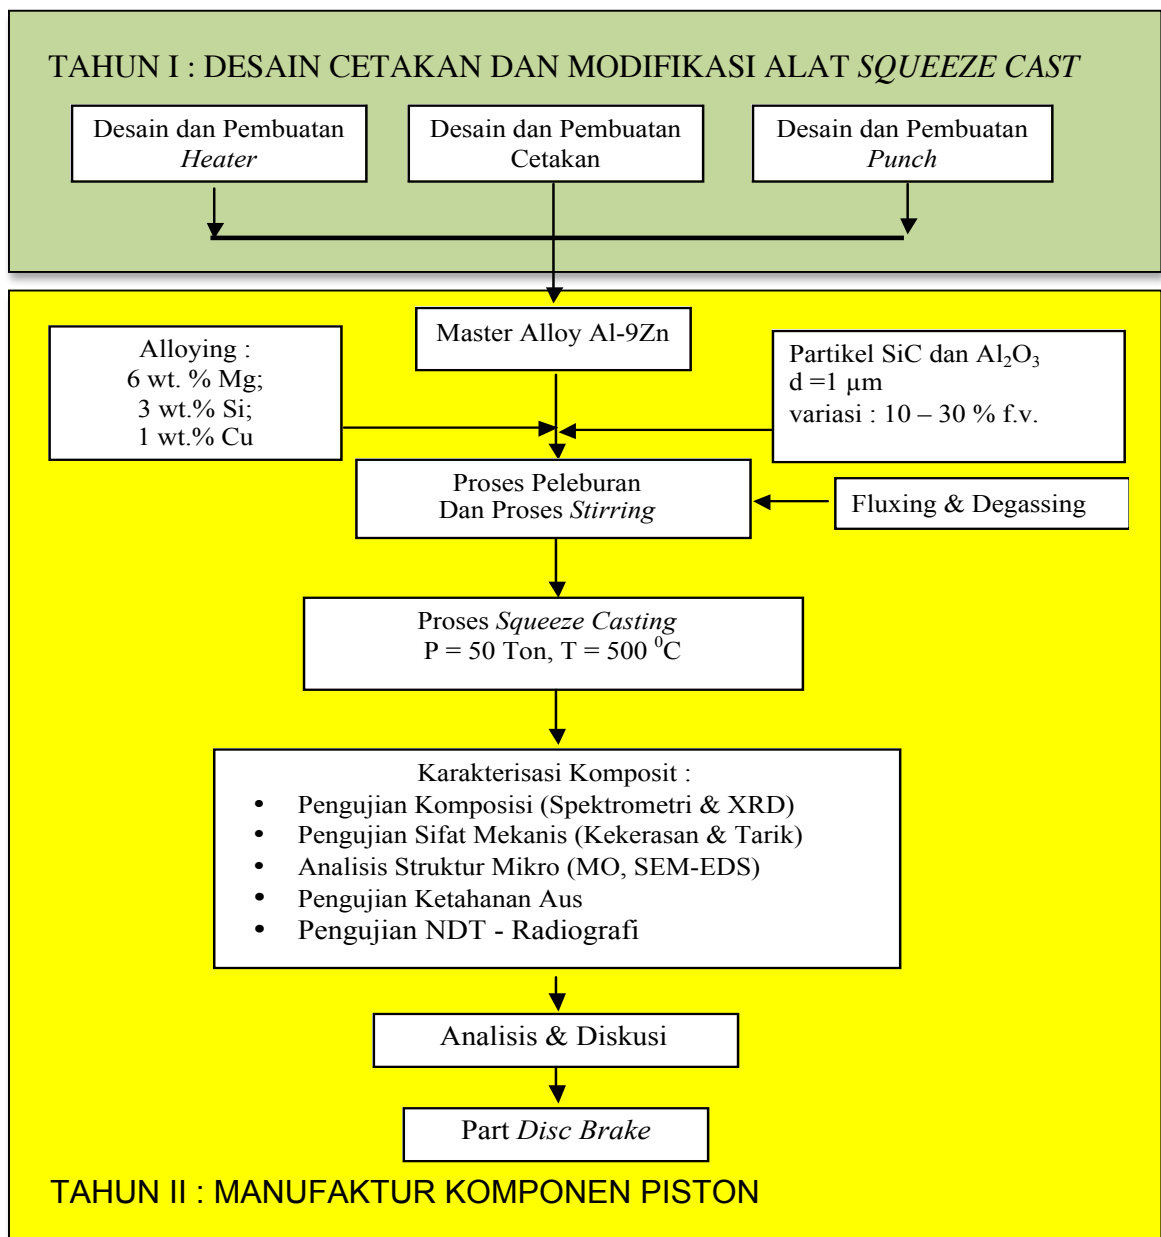 TAHUN I : DESAIN CETAKAN DAN MODIFIKASI ALAT SQUEEZE CAST
Desain dan Pembuatan
Heater
Desain dan Pembuatan
Cetakan
Desain dan Pembuatan
Punch
Master Alloy Al-9Zn
Alloying :
6 wt. % Mg;
3 wt.% Si;
1 wt.% Cu
Partikel SiC dan Al₂O₃
d =1 µm
variasi : 10 – 30 % f.v.
Proses Peleburan
Dan Proses Stirring
Fluxing & Degassing
Proses Squeeze Casting
P = 50 Ton, T = 500 ⁰C
Karakterisasi Komposit :
• Pengujian Komposisi (Spektrometri & XRD)
• Pengujian Sifat Mekanis (Kekerasan & Tarik)
• Analisis Struktur Mikro (MO, SEM-EDS)
• Pengujian Ketahanan Aus
• Pengujian NDT - Radiografi
Analisis & Diskusi
Part Disc Brake
TAHUN II : MANUFAKTUR KOMPONEN PISTON